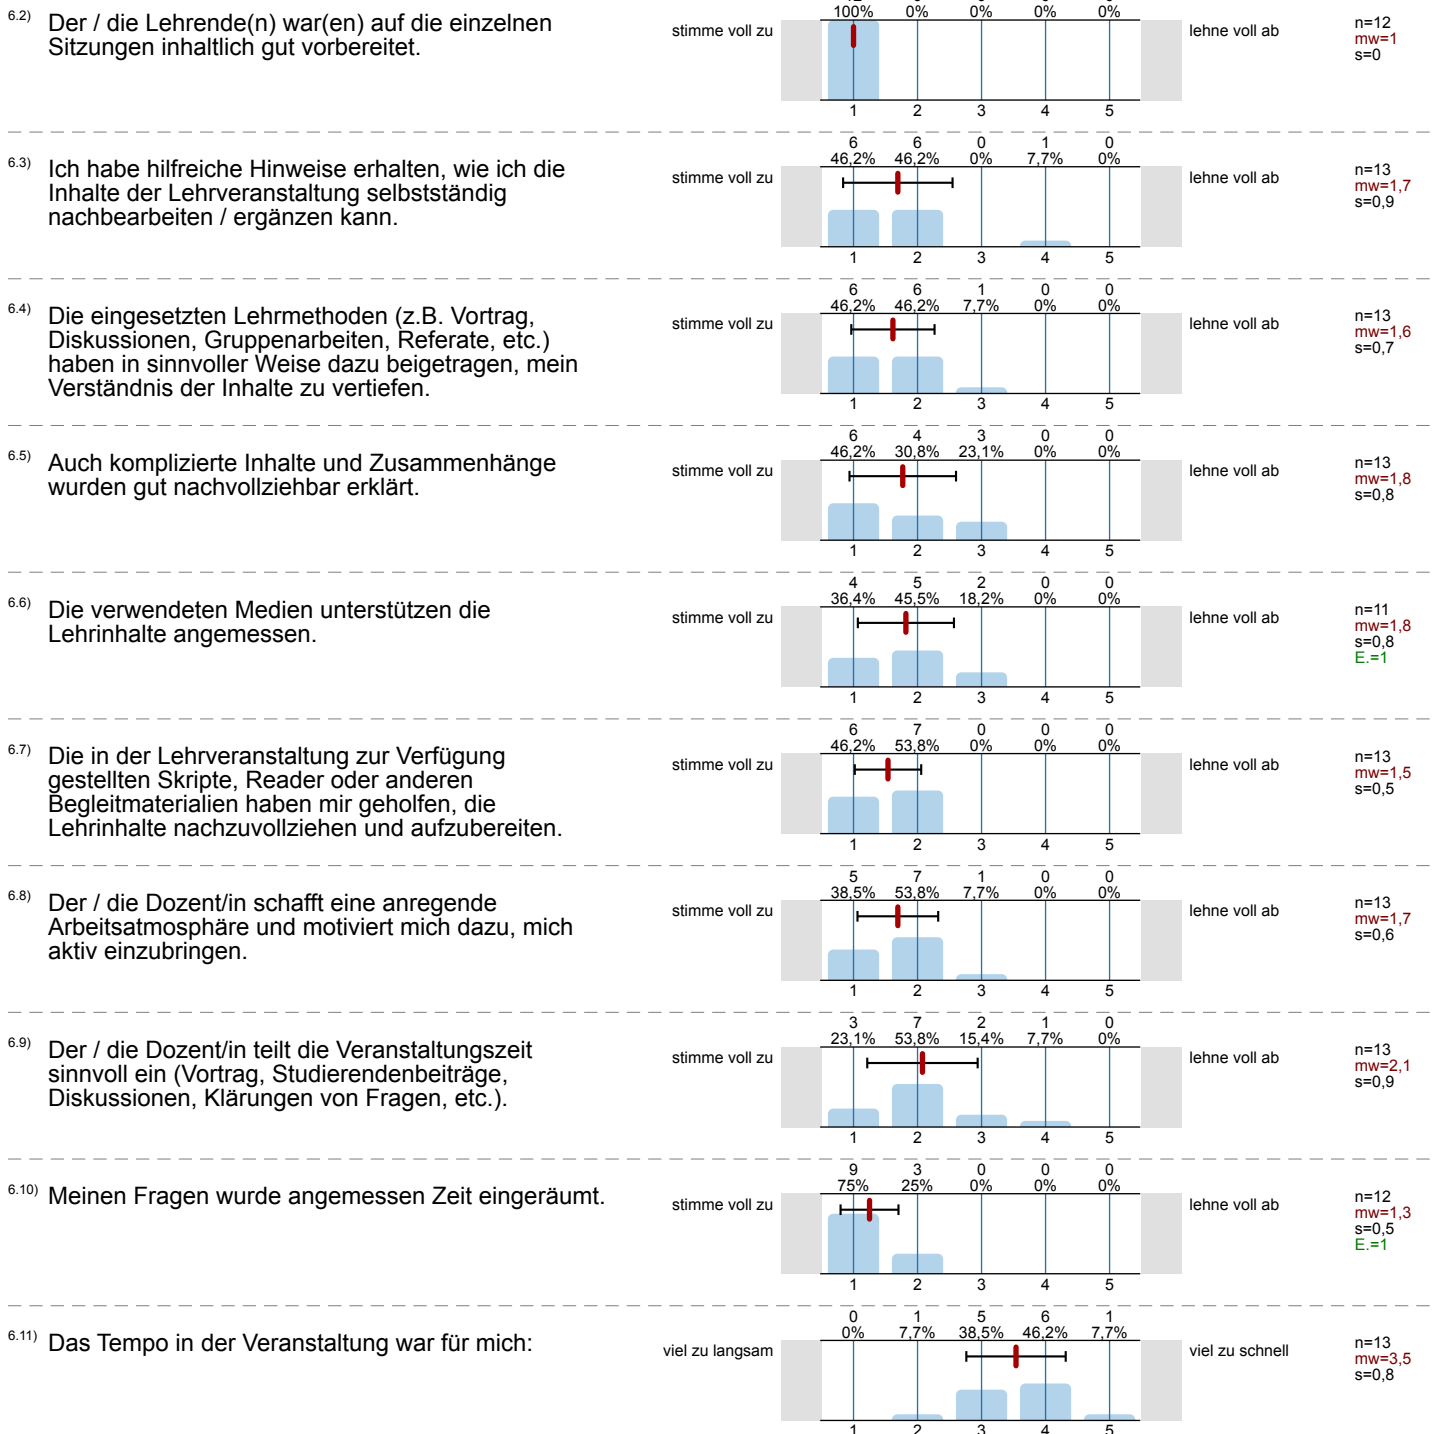 6.2) Der / die Lehrende(n) war(en) auf die einzelnen
Sitzungen inhaltlich gut vorbereitet.
stimme voll zu
100% 0% 0% 0% 0%
lehne voll ab
n=12
mw=1
s=0
1 2 3 4 5
6.3) Ich habe hilfreiche Hinweise erhalten, wie ich die
Inhalte der Lehrveranstaltung selbstständig
nachbearbeiten / ergänzen kann.
stimme voll zu
6 6 0 1 0
46,2% 46,2% 0% 7,7% 0%
lehne voll ab
n=13
mw=1,7
s=0,9
1 2 3 4 5
6.4) Die eingesetzten Lehrmethoden (z.B. Vortrag,
Diskussionen, Gruppenarbeiten, Referate, etc.)
haben in sinnvoller Weise dazu beigetragen, mein
Verständnis der Inhalte zu vertiefen.
stimme voll zu
6 6 1 0 0
46,2% 46,2% 7,7% 0% 0%
lehne voll ab
n=13
mw=1,6
s=0,7
1 2 3 4 5
6.5) Auch komplizierte Inhalte und Zusammenhänge
wurden gut nachvollziehbar erklärt.
stimme voll zu
6 4 3 0 0
46,2% 30,8% 23,1% 0% 0%
lehne voll ab
n=13
mw=1,8
s=0,8
1 2 3 4 5
6.6) Die verwendeten Medien unterstützen die
Lehrinhalte angemessen.
stimme voll zu
4 5 2 0 0
36,4% 45,5% 18,2% 0% 0%
lehne voll ab
n=11
mw=1,8
s=0,8
E.=1
1 2 3 4 5
6.7) Die in der Lehrveranstaltung zur Verfügung
gestellten Skripte, Reader oder anderen
Begleitmaterialien haben mir geholfen, die
Lehrinhalte nachzuvollziehen und aufzubereiten.
stimme voll zu
6 7 0 0 0
46,2% 53,8% 0% 0% 0%
lehne voll ab
n=13
mw=1,5
s=0,5
1 2 3 4 5
6.8) Der / die Dozent/in schafft eine anregende
Arbeitsatmosphäre und motiviert mich dazu, mich
aktiv einzubringen.
stimme voll zu
5 7 1 0 0
38,5% 53,8% 7,7% 0% 0%
lehne voll ab
n=13
mw=1,7
s=0,6
1 2 3 4 5
6.9) Der / die Dozent/in teilt die Veranstaltungszeit
sinnvoll ein (Vortrag, Studierendenbeiträge,
Diskussionen, Klärungen von Fragen, etc.).
stimme voll zu
3 7 2 1 0
23,1% 53,8% 15,4% 7,7% 0%
lehne voll ab
n=13
mw=2,1
s=0,9
1 2 3 4 5
6.10) Meinen Fragen wurde angemessen Zeit eingeräumt.
stimme voll zu
9 3 0 0 0
75% 25% 0% 0% 0%
lehne voll ab
n=12
mw=1,3
s=0,5
E.=1
1 2 3 4 5
6.11) Das Tempo in der Veranstaltung war für mich:
viel zu langsam
0 1 5 6 1
0% 7,7% 38,5% 46,2% 7,7%
viel zu schnell
n=13
mw=3,5
s=0,8
1 2 3 4 5